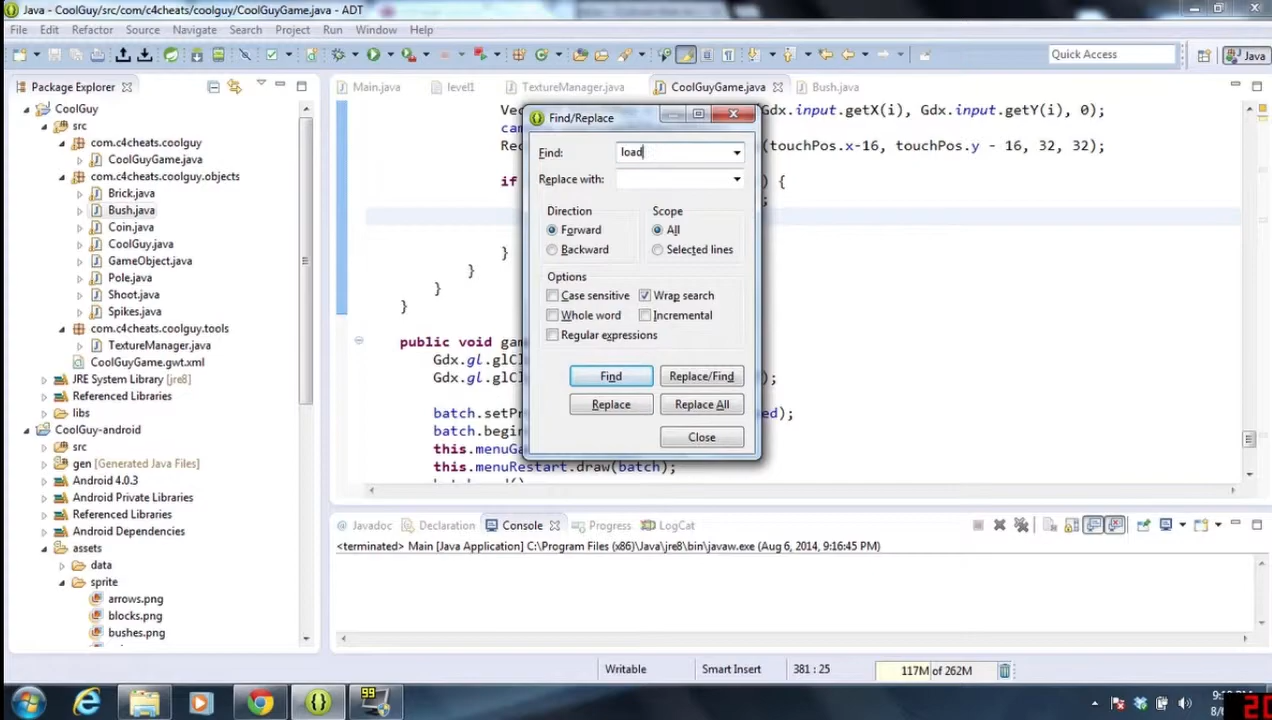 Java - CoolGuy/src/com/c4cheats/coolguy/CoolGuyGame.java - ADT
File Edit Refactor Source Navigate Search Project Run Window Help
Quick Access
Java
Package Explorer
Main.java level1 TextureManager.java CoolGuyGame.java Bush.java
CoolGuy
src
com.c4cheats.coolguy
CoolGuyGame.java
com.c4cheats.coolguy.objects
Brick.java
Bush.java
Coin.java
CoolGuy.java
GameObject.java
Pole.java
Shoot.java
Spikes.java
com.c4cheats.coolguy.tools
TextureManager.java
CoolGuyGame.gwt.xml
JRE System Library [jre8]
Referenced Libraries
libs
CoolGuy-android
src
gen [Generated Java Files]
Android 4.0.3
Android Private Libraries
Referenced Libraries
Android Dependencies
assets
data
sprite
arrows.png
blocks.png
bushes.png
Vec Gdx.input.getX(i), Gdx.input.getY(i), 0);
cam
Rec (touchPos.x-16, touchPos.y - 16, 32, 32);
if ) {
;
}
}
}
}
public void gam
Gdx.gl.glCl
Gdx.gl.glCl );
batch.setPr ed);
batch.begin
this.menuGa
this.menuRestart.draw(batch);
Find/Replace
Find: load
Replace with:
Direction Scope
Forward All
Backward Selected lines
Options
Case sensitive Wrap search
Whole word Incremental
Regular expressions
Find Replace/Find
Replace Replace All
Close
Javadoc Declaration Console Progress LogCat
<terminated> Main [Java Application] C:\Program Files (x86)\Java\jre8\bin\javaw.exe (Aug 6, 2014, 9:16:45 PM)
Writable Smart Insert 381 : 25 117M of 262M
99